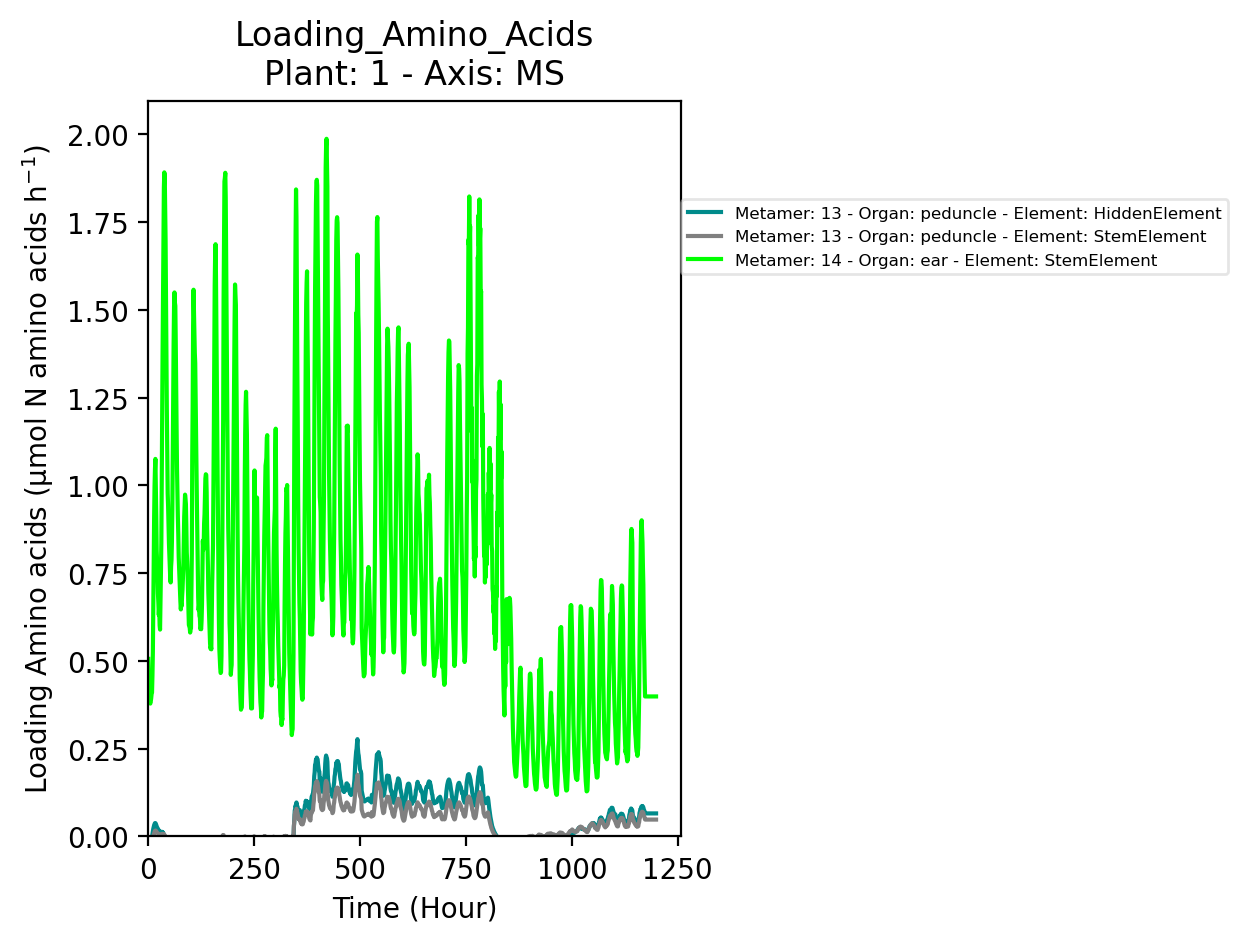 Loading_Amino_Acids
Plant: 1 - Axis: MS
Loading Amino acids (µmol N amino acids h⁻¹)
2.00
1.75
1.50
1.25
1.00
0.75
0.50
0.25
0.00
0 250 500 750 1000 1250
Time (Hour)
Metamer: 13 - Organ: peduncle - Element: HiddenElement
Metamer: 13 - Organ: peduncle - Element: StemElement
Metamer: 14 - Organ: ear - Element: StemElement